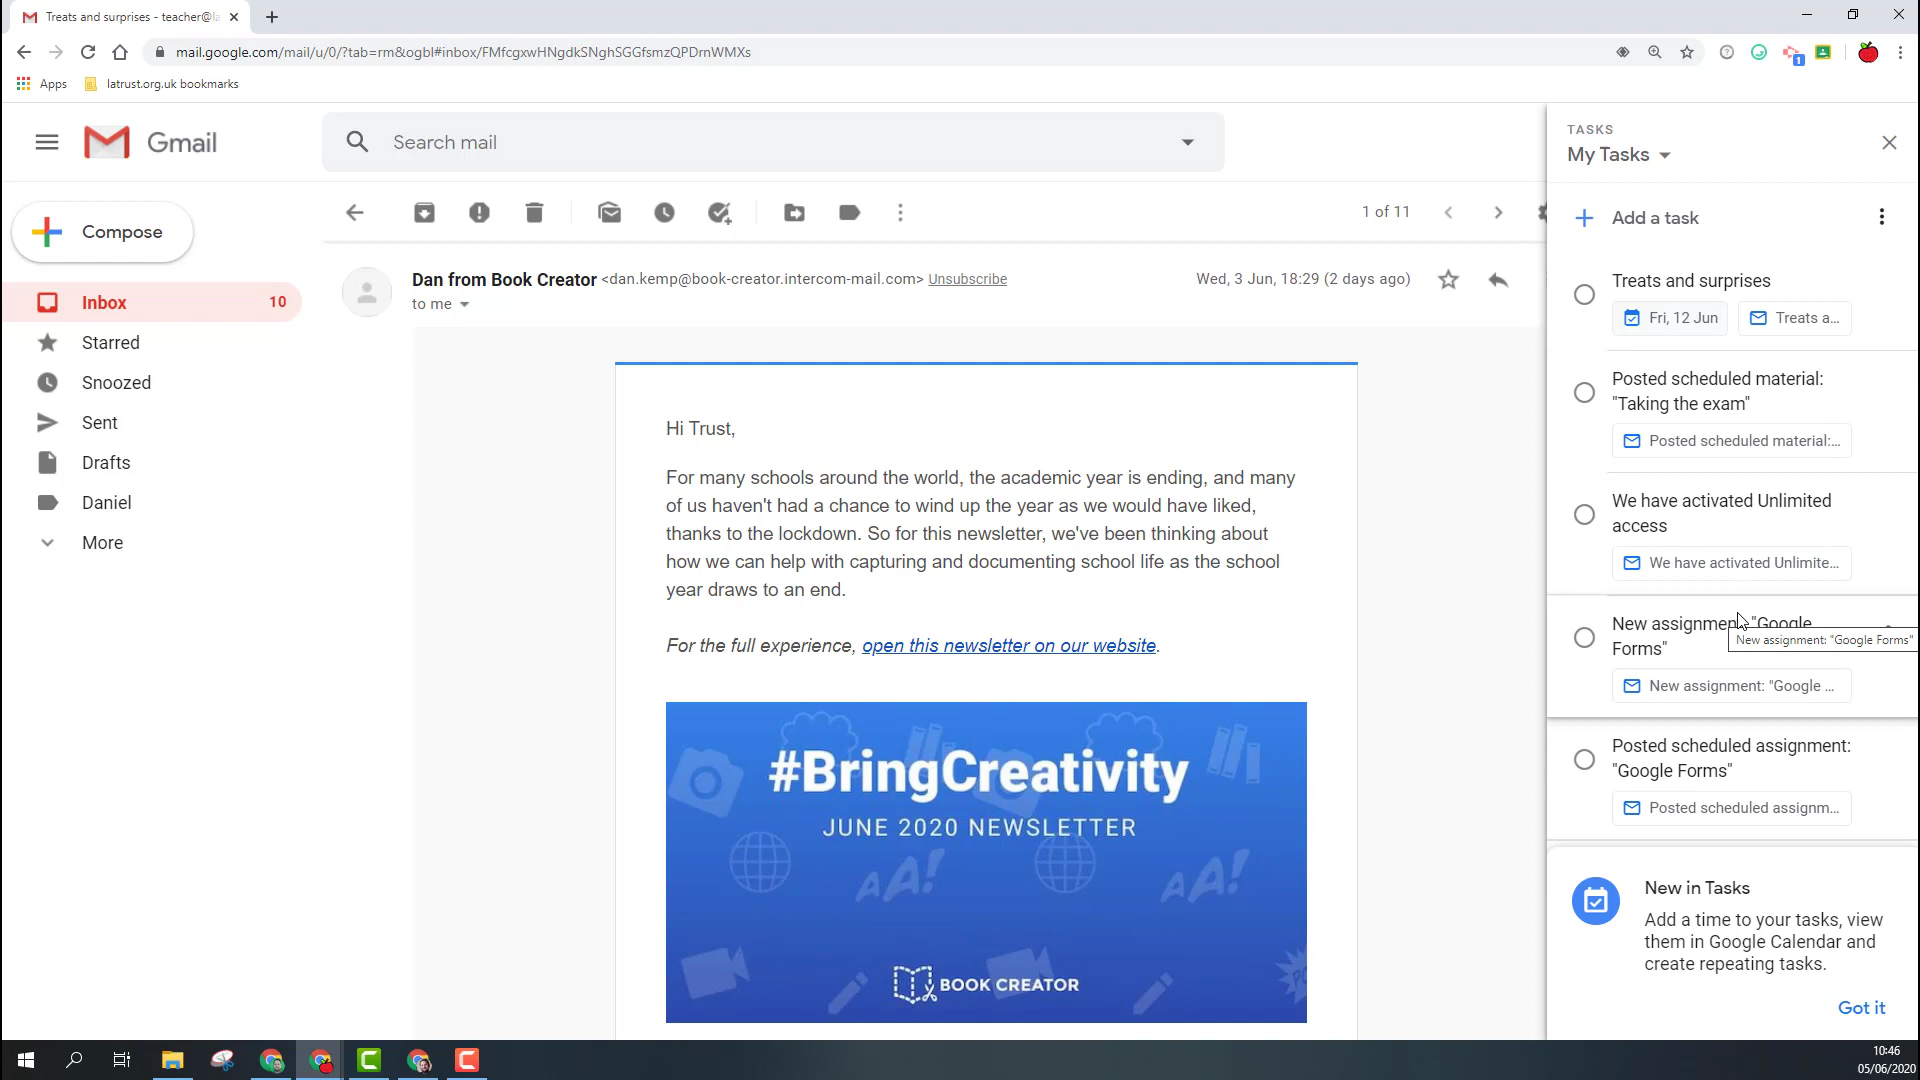 Treats and surprises - teacher@la
mail.google.com/mail/u/0/?tab=rm&ogbl#inbox/FMfcgxwHNgdkSNghSGGfsmzQPDrnWMXs
1
Apps
latrust.org.uk bookmarks
Gmail
Search mail
TASKS
My Tasks
Compose
1 of 11
Add a task
Inbox 10
Starred
Snoozed
Sent
Drafts
Daniel
More
Dan from Book Creator <dan.kemp@book-creator.intercom-mail.com> Unsubscribe
Wed, 3 Jun, 18:29 (2 days ago)
to me
Hi Trust,
For many schools around the world, the academic year is ending, and many
of us haven't had a chance to wind up the year as we would have liked,
thanks to the lockdown. So for this newsletter, we've been thinking about
how we can help with capturing and documenting school life as the school
year draws to an end.
For the full experience, open this newsletter on our website.
#BringCreativity
JUNE 2020 NEWSLETTER
AA!
AA!
BOOK CREATOR
Treats and surprises
Fri, 12 Jun
Treats a...
Posted scheduled material:
"Taking the exam"
Posted scheduled material:...
We have activated Unlimited
access
We have activated Unlimite...
New assignment: "Google
Forms"
New assignment: "Google Forms"
New assignment: "Google ...
Posted scheduled assignment:
"Google Forms"
Posted scheduled assignm...
New in Tasks
Add a time to your tasks, view
them in Google Calendar and
create repeating tasks.
Got it
10:46
05/06/2020